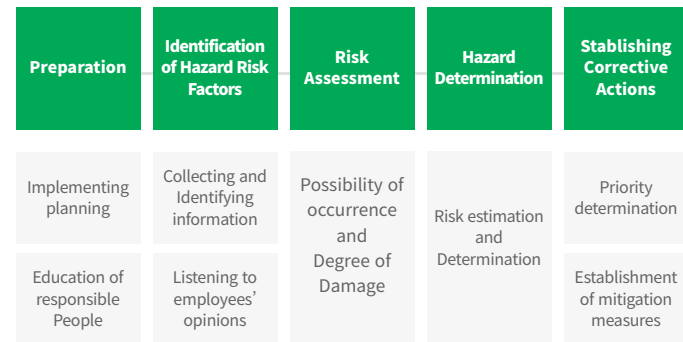 Preparation
Identification
of Hazard Risk
Factors
Risk
Assessment
Hazard
Determination
Stablishing
Corrective
Actions
Implementing
planning
Collecting and
Identifying
information
Possibility of
occurrence
and
Degree of
Damage
Risk estimation
and
Determination
Priority
determination
Education of
responsible
People
Listening to
employees’
opinions
Establishment
of mitigation
measures